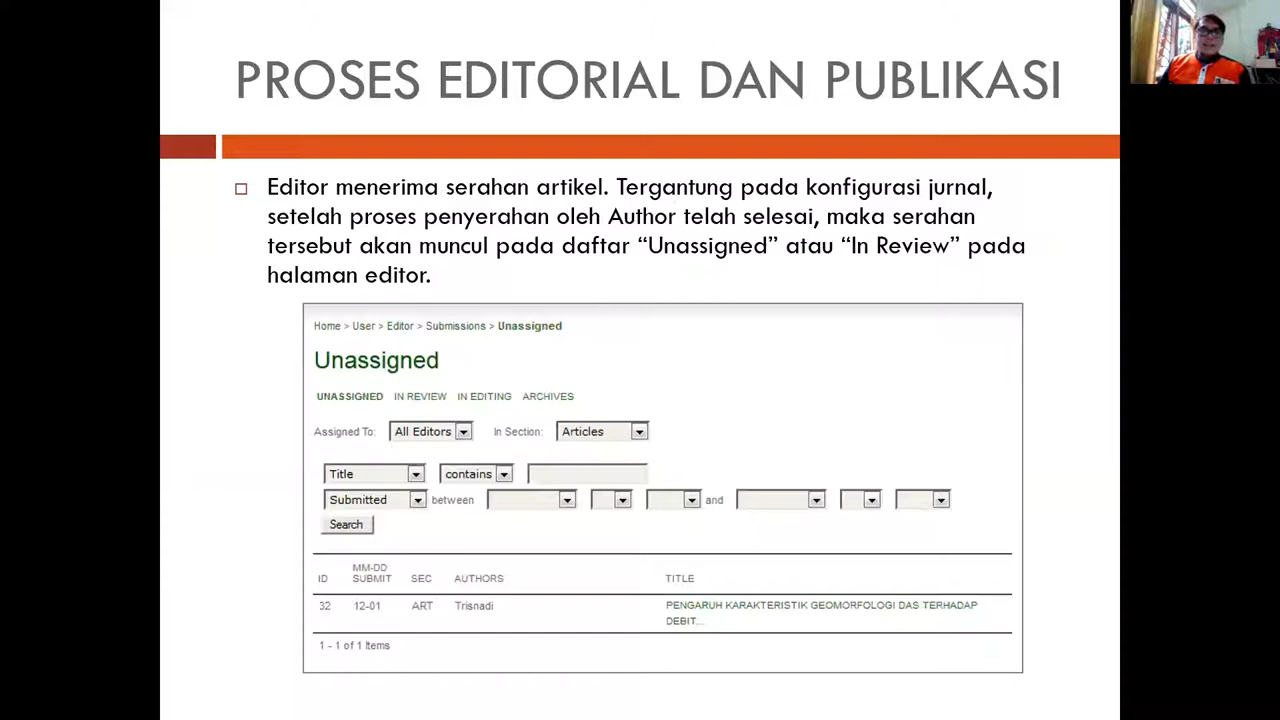 PROSES EDITORIAL DAN PUBLIKASI
Editor menerima serahan artikel. Tergantung pada konfigurasi jurnal,
setelah proses penyerahan oleh Author telah selesai, maka serahan
tersebut akan muncul pada daftar “Unassigned” atau “In Review” pada
halaman editor.
Home > User > Editor > Submissions > Unassigned
Unassigned
UNASSIGNED IN REVIEW IN EDITING ARCHIVES
Assigned To: All Editors In Section: Articles
Title contains
Submitted between and
Search
MM-DD
ID SUBMIT SEC AUTHORS TITLE
32 12-01 ART Trisnadi PENGARUH KARAKTERISTIK GEOMORFOLOGI DAS TERHADAP
DEBIT...
1 - 1 of 1 Items